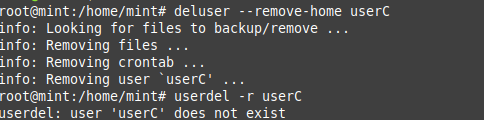 root@mint:/home/mint# deluser --remove-home userC
info: Looking for files to backup/remove ...
info: Removing files ...
info: Removing crontab ...
info: Removing user `userC' ...
root@mint:/home/mint# userdel -r userC
userdel: user 'userC' does not exist